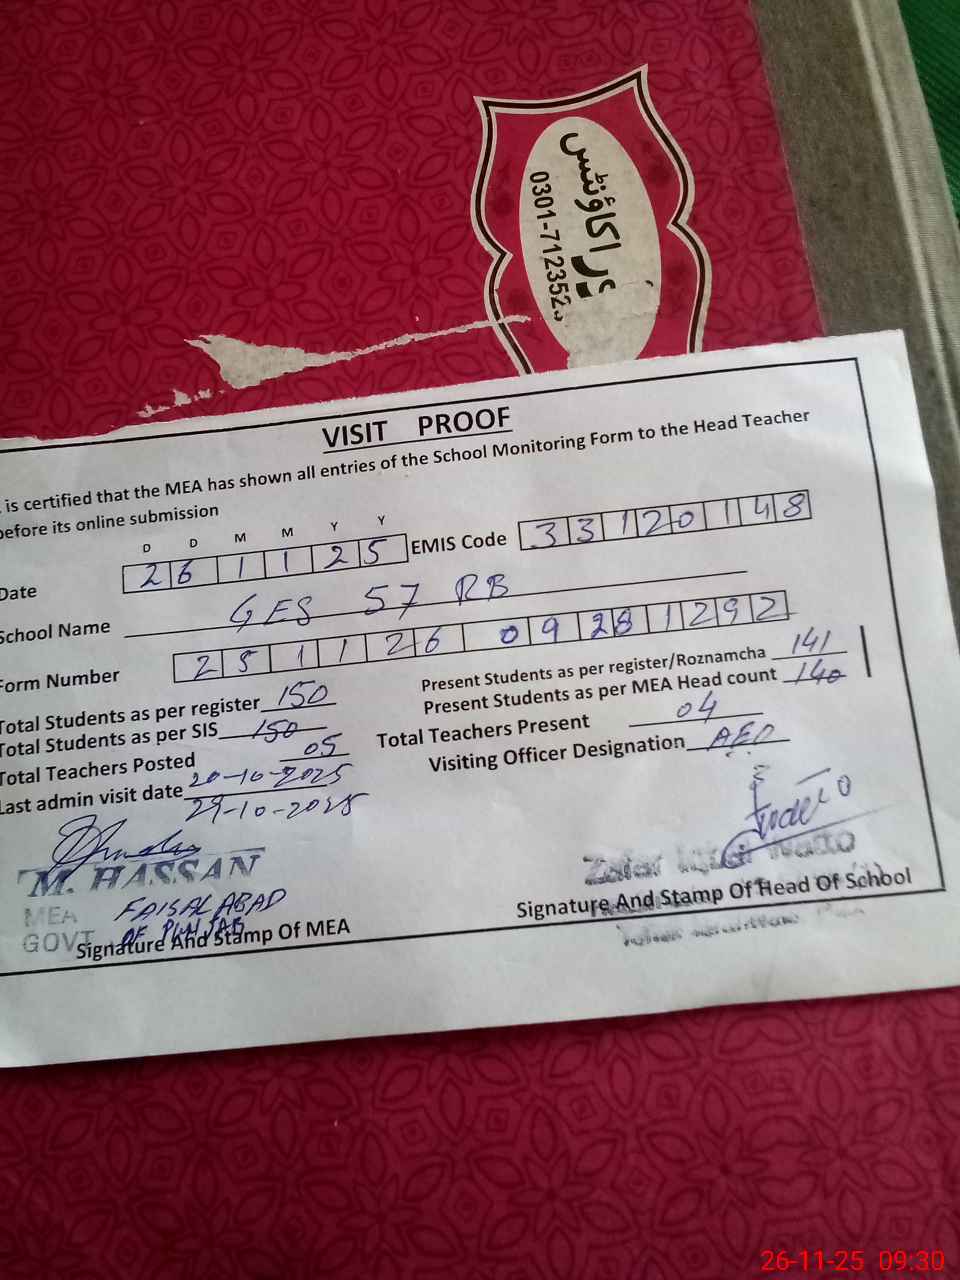 اکاؤنٹس
0301-712352
VISIT PROOF
is certified that the MEA has shown all entries of the School Monitoring Form to the Head Teacher
before its online submission
D D M M Y Y
Date 2 6 1 1 2 5 EMIS Code 3 3 1 2 0 1 4 8
School Name GES 57 RB
Form Number 2 5 1 1 2 6 0 9 2 8 1 2 9 2
Total Students as per register 150 Present Students as per register/Roznamcha 141
Total Students as per SIS 150 Present Students as per MEA Head count 140
Total Teachers Posted 05 Total Teachers Present 04
Last admin visit date 20-10-2025 Visiting Officer Designation AEO
29-10-2025
M. HASSAN
MEA FAISALABAD
GOVT OF PUNJAB
Signature And Stamp Of MEA
Zafar Iqbal
Signature And Stamp Of Head Of School
26-11-25 09:30